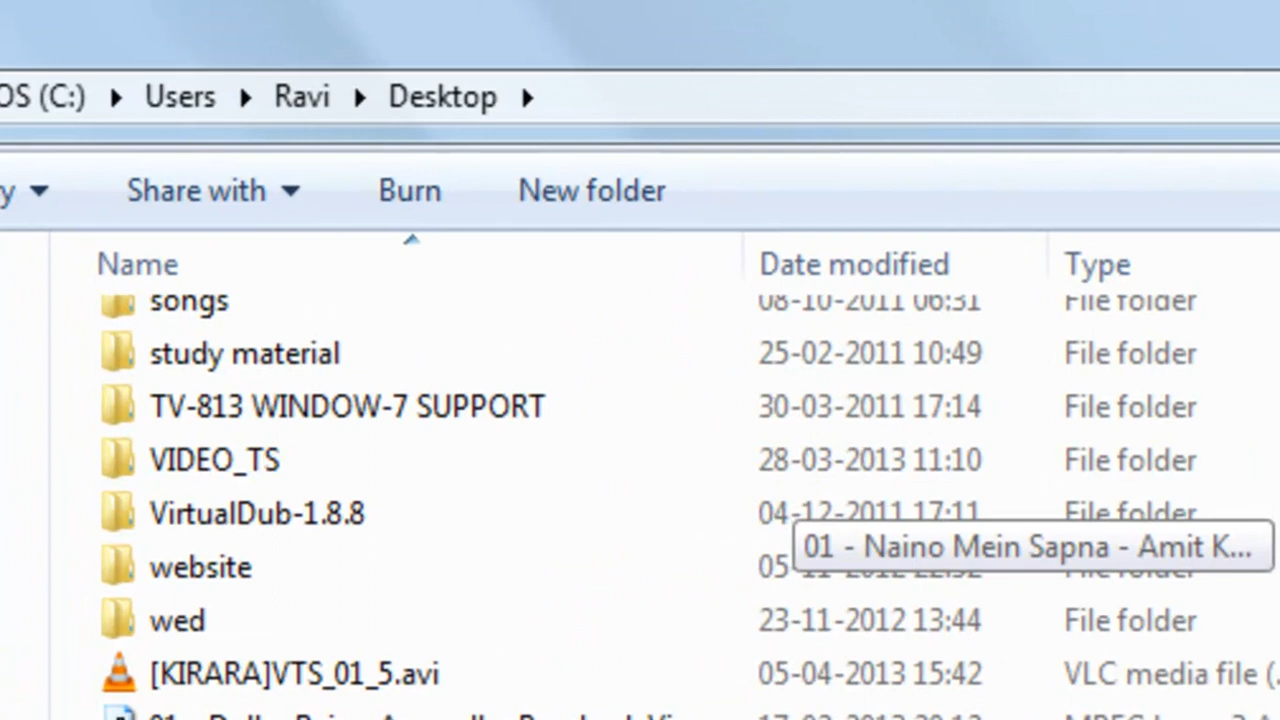 OS (C:) Users Ravi Desktop
y Share with Burn New folder
Name Date modified Type
songs 08-10-2011 06:31 File folder
study material 25-02-2011 10:49 File folder
TV-813 WINDOW-7 SUPPORT 30-03-2011 17:14 File folder
VIDEO_TS 28-03-2013 11:10 File folder
VirtualDub-1.8.8 04-12-2011 17:11 File folder
01 - Naino Mein Sapna - Amit K...
website
wed 23-11-2012 13:44 File folder
[KIRARA]VTS_01_5.avi 05-04-2013 15:42 VLC media file (.